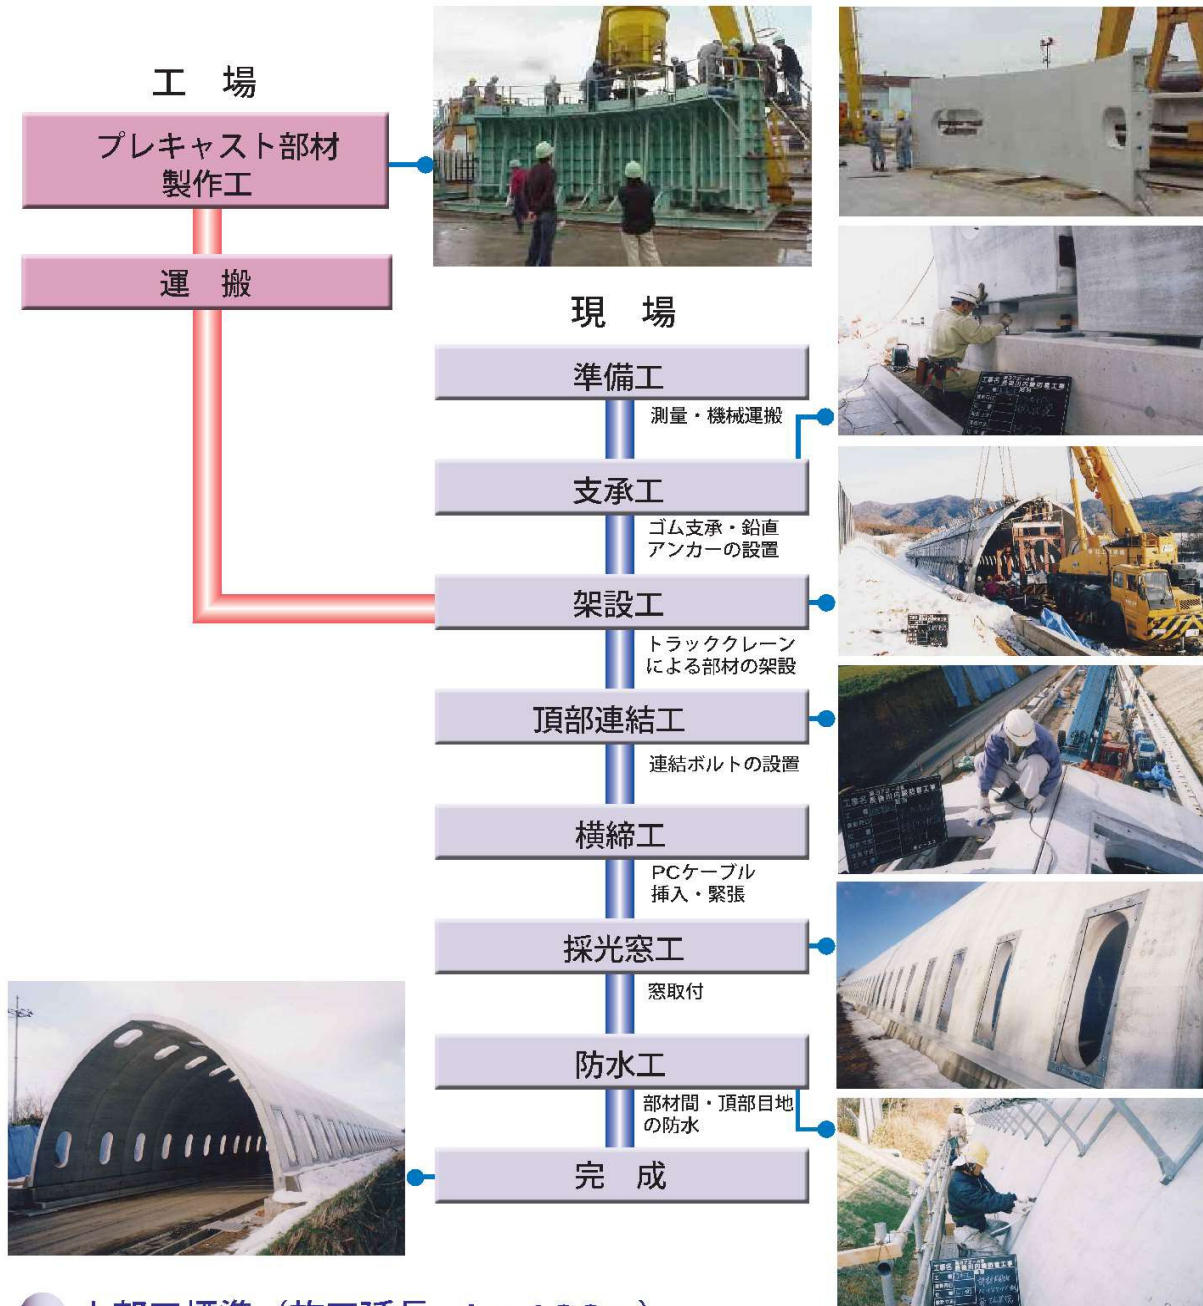 工 場
プレキャスト部材
製作工
運 搬
現 場
準備工
測量・機械運搬
支承工
ゴム支承・鉛直
アンカーの設置
架設工
トラッククレーン
による部材の架設
頂部連結工
連結ボルトの設置
横締工
PCケーブル
挿入・緊張
採光窓工
窓取付
防水工
部材間・頂部目地
の防水
完 成